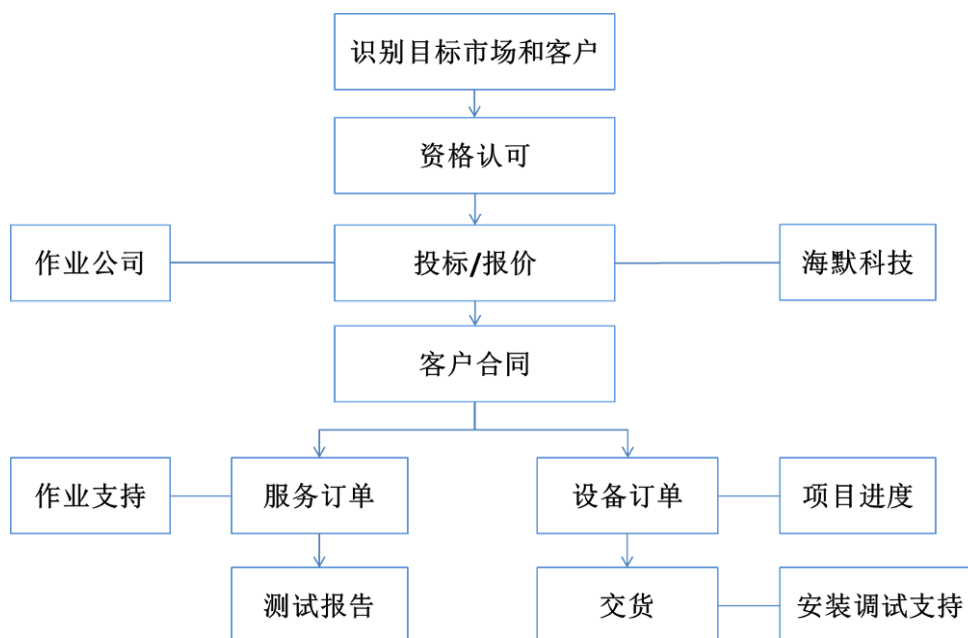 识别目标市场和客户
资格认可
作业公司
投标/报价
海默科技
客户合同
作业支持
服务订单
设备订单
项目进度
测试报告
交货
安装调试支持